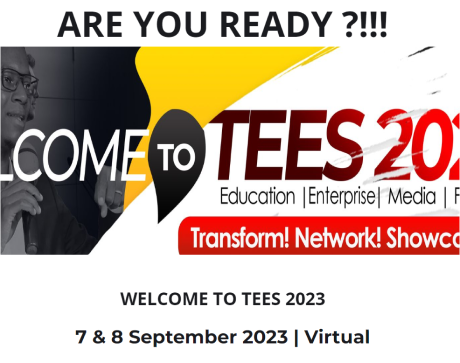 ARE YOU READY ?!!!
LCOME TO TEES 202
Education |Enterprise| Media | F
Transform! Network! Showc
WELCOME TO TEES 2023
7 & 8 September 2023 | Virtual